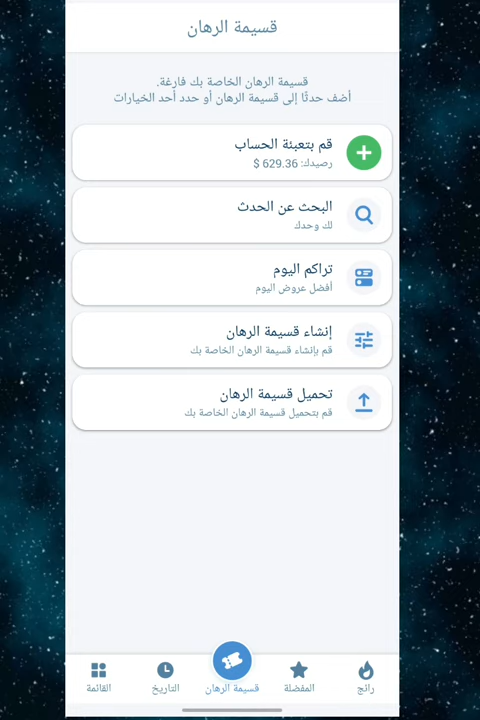 قسيمة الرهان
قسيمة الرهان الخاصة بك فارغة.
أضف حدثًا إلى قسيمة الرهان أو حدد أحد الخيارات
قم بتعبئة الحساب
رصيدك: 629.36 $
البحث عن الحدث
لك وحدك
تراكم اليوم
أفضل عروض اليوم
إنشاء قسيمة الرهان
قم بإنشاء قسيمة الرهان الخاصة بك
تحميل قسيمة الرهان
قم بتحميل قسيمة الرهان الخاصة بك
رائج
المفضلة
قسيمة الرهان
التاريخ
القائمة